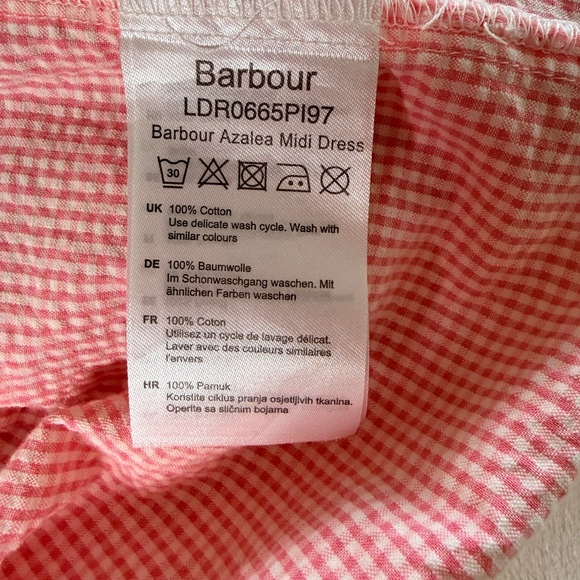 Barbour
LDR0665PI97
Barbour Azalea Midi Dress
30
UK 100% Cotton
Use delicate wash cycle. Wash with
similar colours
DE 100% Baumwolle
Im Schonwaschgang waschen. Mit
ähnlichen Farben waschen
FR 100% Coton
Utilisez un cycle de lavage délicat.
Laver avec des couleurs similaires
l'envers
HR 100% Pamuk
Koristite ciklus pranja osjetijivih tkanina.
Operite sa sličnim bojama